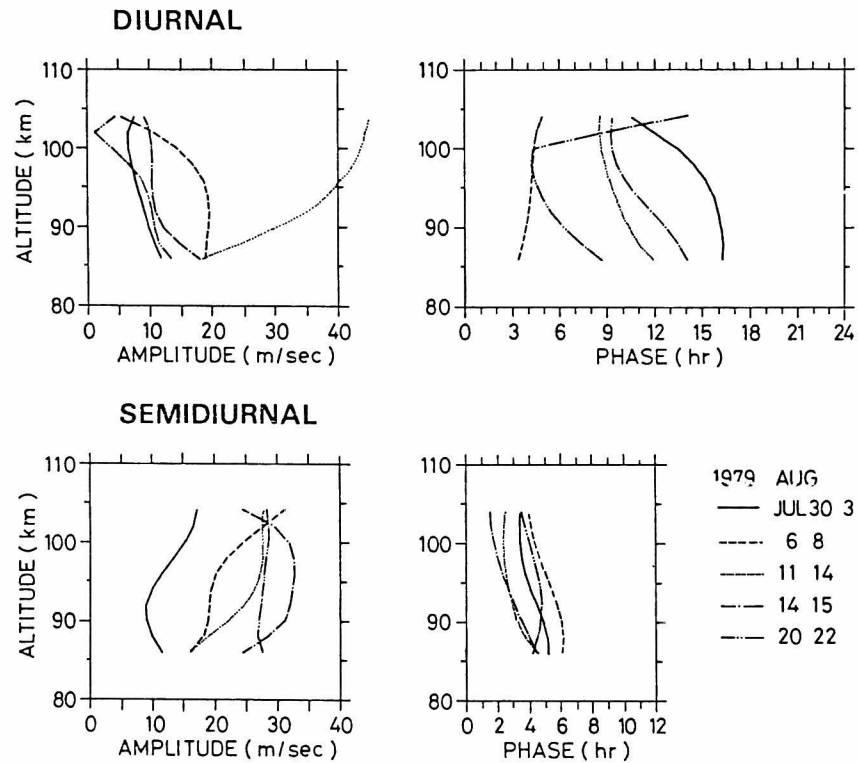 DIURNAL
110
100
90
80
ALTITUDE (km)
0 10 20 30 40
AMPLITUDE (m/sec)
110
100
90
80
0 3 6 9 12 15 18 21 24
PHASE (hr)
SEMIDIURNAL
110
100
90
80
ALTITUDE (km)
0 10 20 30 40
AMPLITUDE (m/sec)
110
100
90
80
0 2 4 6 8 10 12
PHASE (hr)
1979 AUG
JUL30 3
6 8
11 14
14 15
20 22